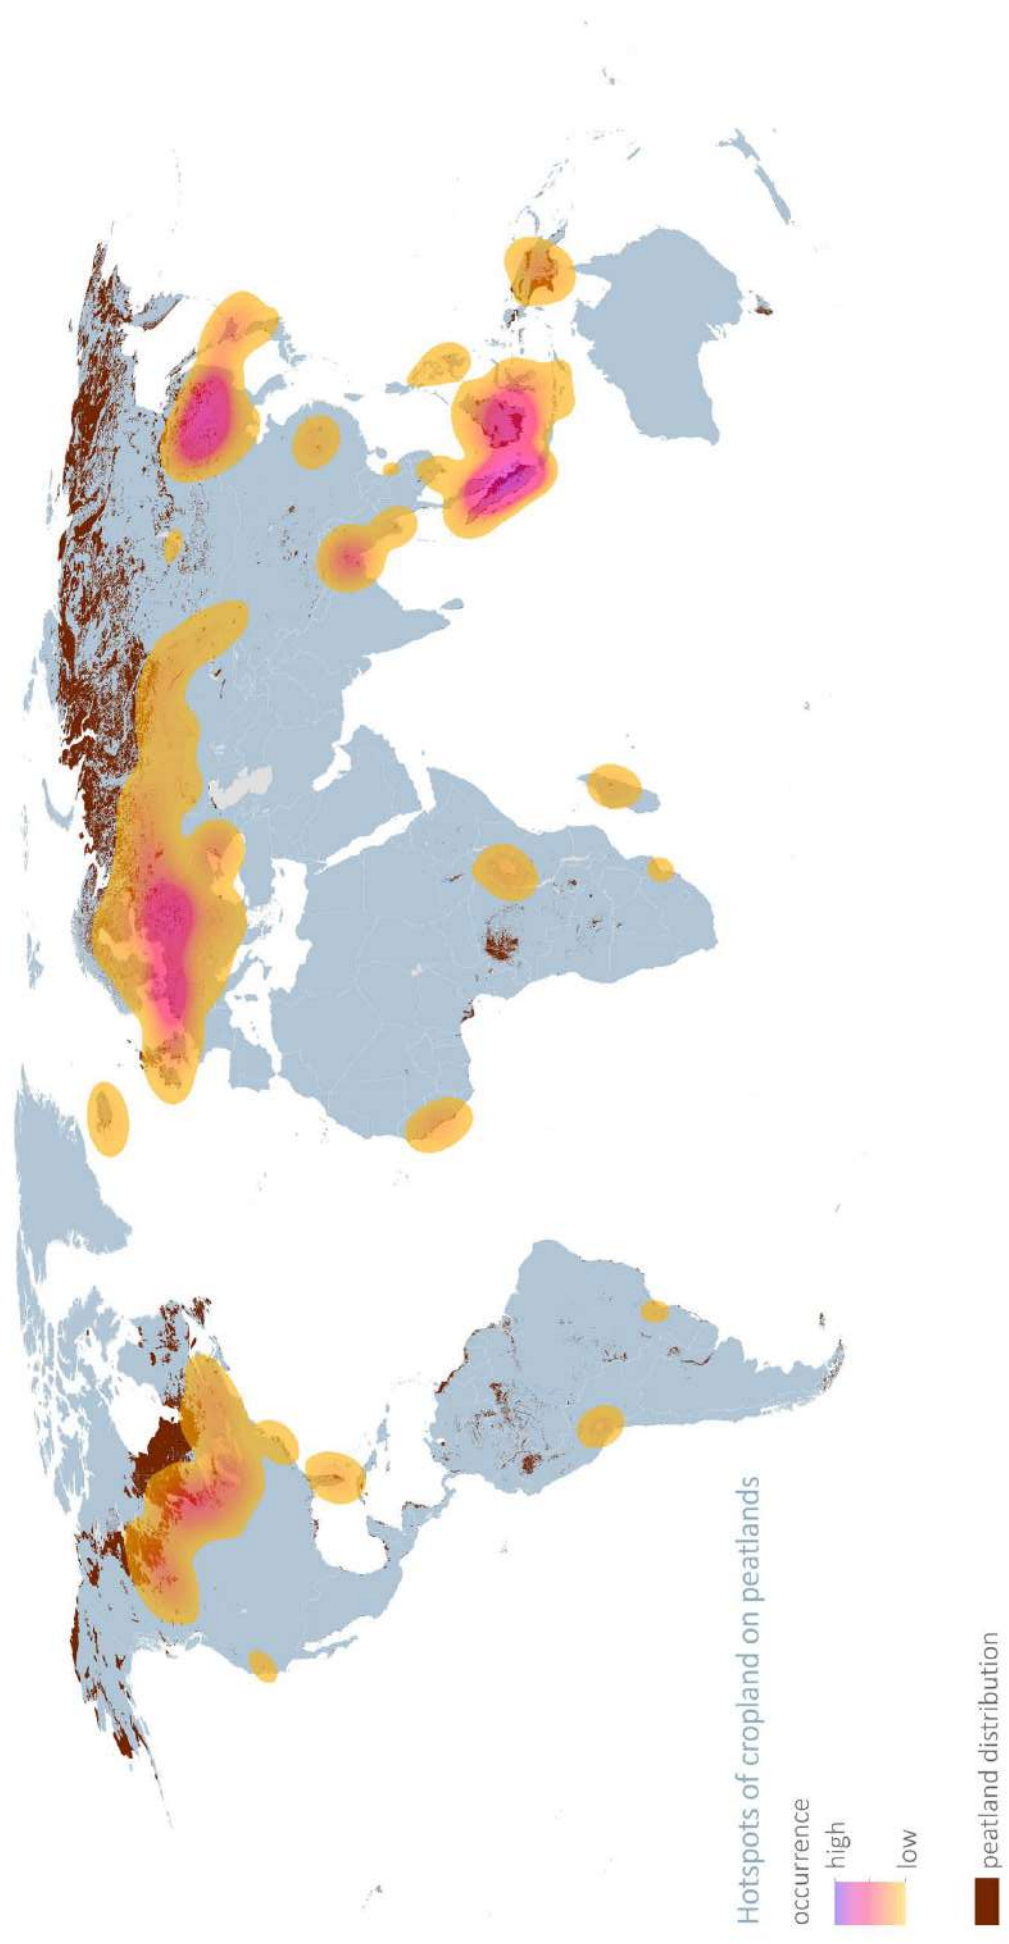 Hotspots of cropland on peatlands
occurrence
high
low
peatland distribution